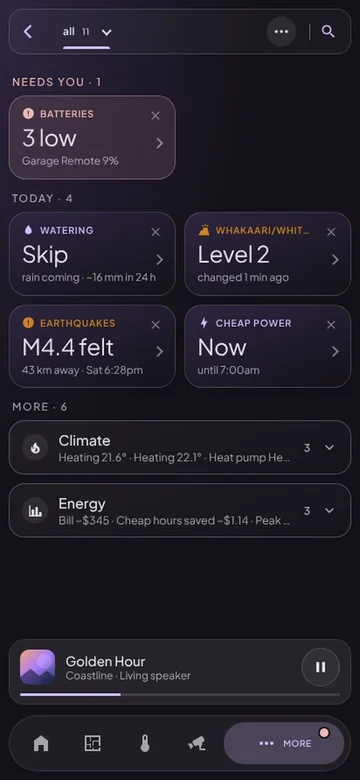 all 11
NEEDS YOU · 1
BATTERIES
3 low
Garage Remote 9%
TODAY · 4
WATERING
Skip
rain coming · ~16 mm in 24 h
WHAKAARI/WHIT…
Level 2
changed 1 min ago
EARTHQUAKES
M4.4 felt
43 km away · Sat 6:28pm
CHEAP POWER
Now
until 7:00am
MORE · 6
Climate
Heating 21.6° · Heating 22.1° · Heat pump He…
3
Energy
Bill ~$345 · Cheap hours saved ~$1.14 · Peak …
3
Golden Hour
Coastline · Living speaker
MORE